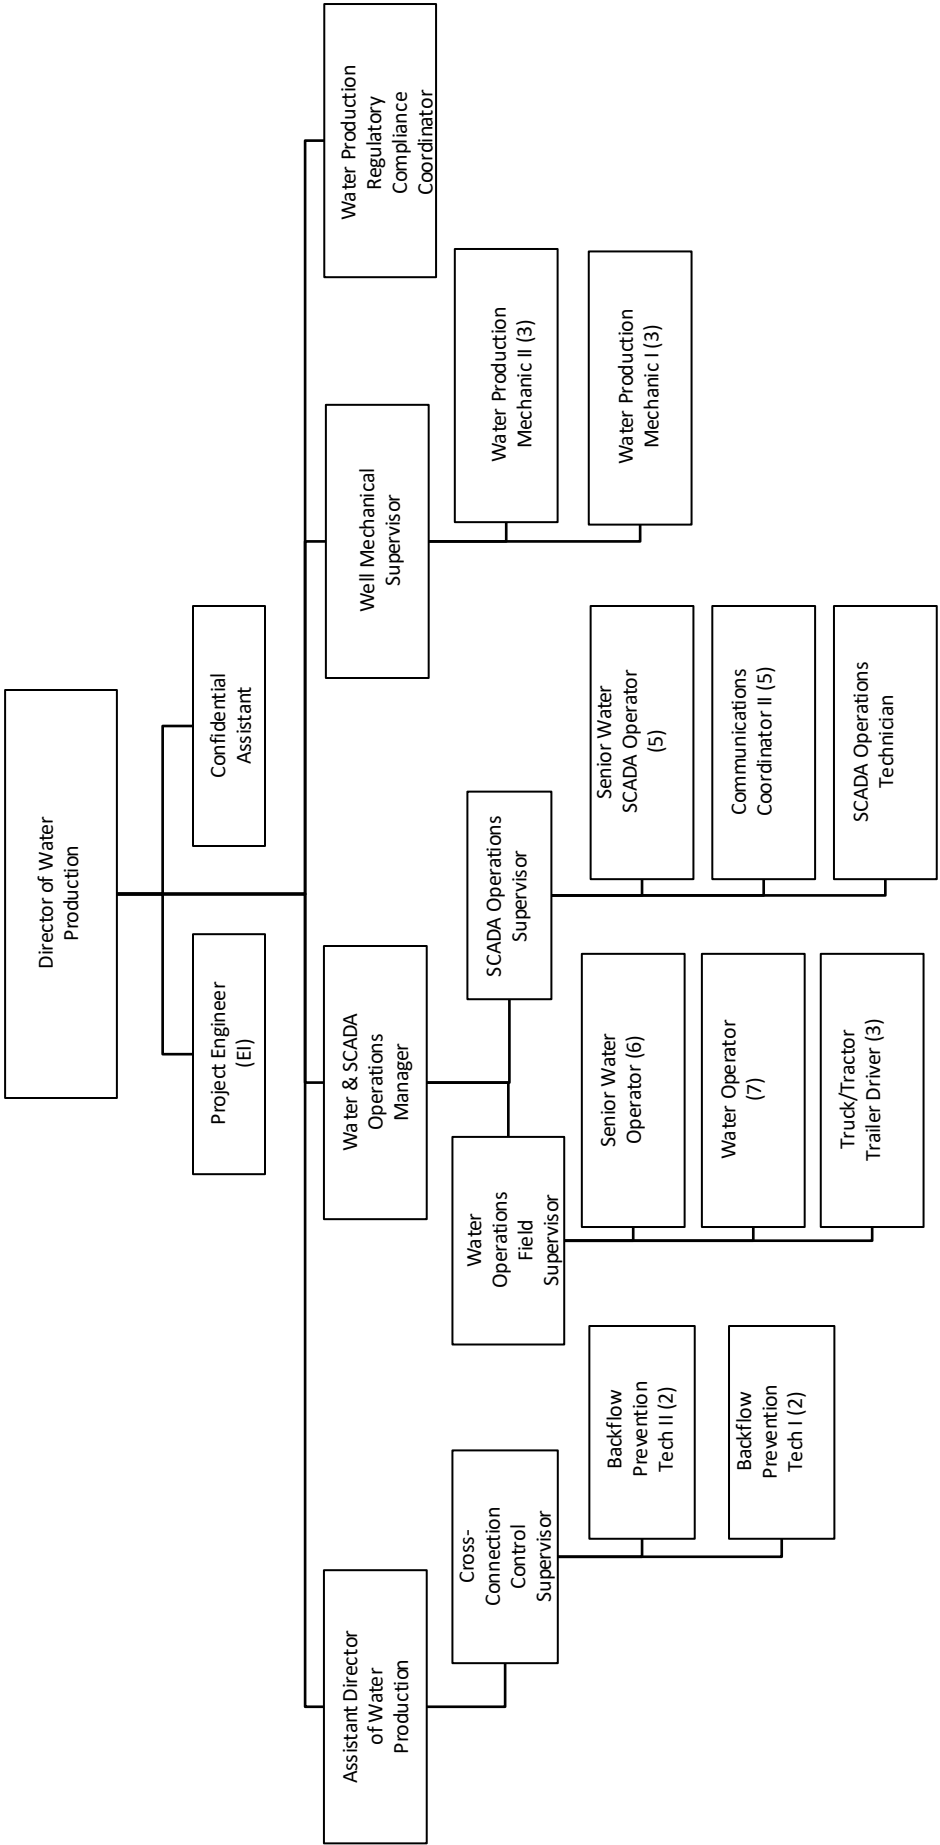 Director of Water
Production
Project Engineer
(EI)
Confidential
Assistant
Assistant Director
of Water
Production
Water & SCADA
Operations
Manager
Well Mechanical
Supervisor
Water Production
Regulatory
Compliance
Coordinator
Cross-
Connection
Control
Supervisor
Backflow
Prevention
Tech II (2)
Backflow
Prevention
Tech I (2)
Water
Operations
Field
Supervisor
Senior Water
Operator (6)
Water Operator
(7)
Truck/Tractor
Trailer Driver (3)
SCADA Operations
Supervisor
Senior Water
SCADA Operator
(5)
Communications
Coordinator II (5)
SCADA Operations
Technician
Water Production
Mechanic II (3)
Water Production
Mechanic I (3)